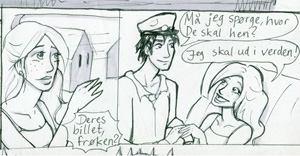 Deres
billet,
frøken?
Må jeg spørge, hvor
De skal hen?
Jeg skal ud i verden!